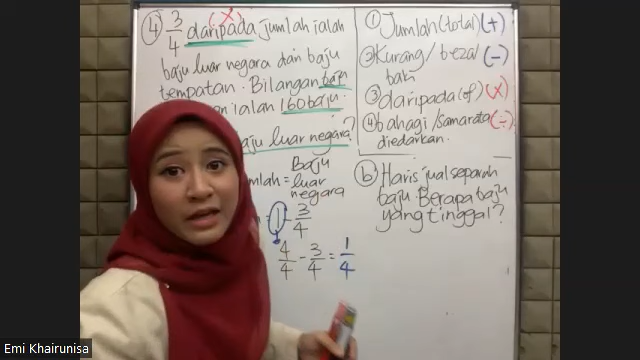 ④ 3/4 (x) daripada jumlah ialah
baju luar negara dan baju
tempatan. Bilangan baju
ialah 160 baju.
baju luar negara?
Baju
mlah = luar
negara
= 1 - 3/4
4/4 - 3/4 = 1/4
① Jumlah (total) (+)
② Kurang / beza (-)
baki
③ daripada (of) (x)
④ bahagi / samarata (÷)
diedarkan.
b) Haris jual separuh
baju. Berapa baju
yang tinggal?
Emi Khairunisa